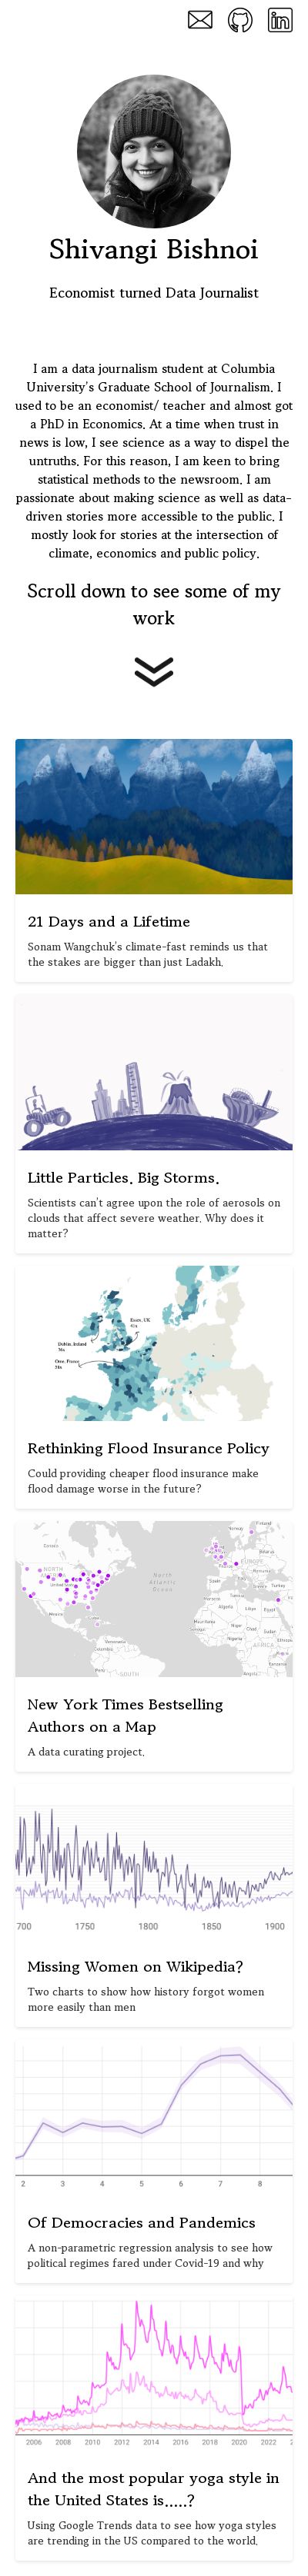 Shivangi Bishnoi
Economist turned Data Journalist
I am a data journalism student at Columbia
University's Graduate School of Journalism. I
used to be an economist/ teacher and almost got
a PhD in Economics. At a time when trust in
news is low, I see science as a way to dispel the
untruths. For this reason, I am keen to bring
statistical methods to the newsroom. I am
passionate about making science as well as data-
driven stories more accessible to the public. I
mostly look for stories at the intersection of
climate, economics and public policy.
Scroll down to see some of my
work
21 Days and a Lifetime
Sonam Wangchuk's climate-fast reminds us that
the stakes are bigger than just Ladakh.
Little Particles. Big Storms.
Scientists can't agree upon the role of aerosols on
clouds that affect severe weather. Why does it
matter?
Essex, UK
Dublin, Ireland
Rethinking Flood Insurance Policy
Could providing cheaper flood insurance make
flood damage worse in the future?
North
Atlantic
Ocean
New York Times Bestselling
Authors on a Map
A data curating project.
700 1750 1800 1850 1900
Missing Women on Wikipedia?
Two charts to show how history forgot women
more easily than men
2 3 4 5 6 7 8
Of Democracies and Pandemics
A non-parametric regression analysis to see how
political regimes fared under Covid-19 and why
2006 2008 2010 2012 2014 2016 2018 2020 2022 2
And the most popular yoga style in
the United States is.....?
Using Google Trends data to see how yoga styles
are trending in the US compared to the world.